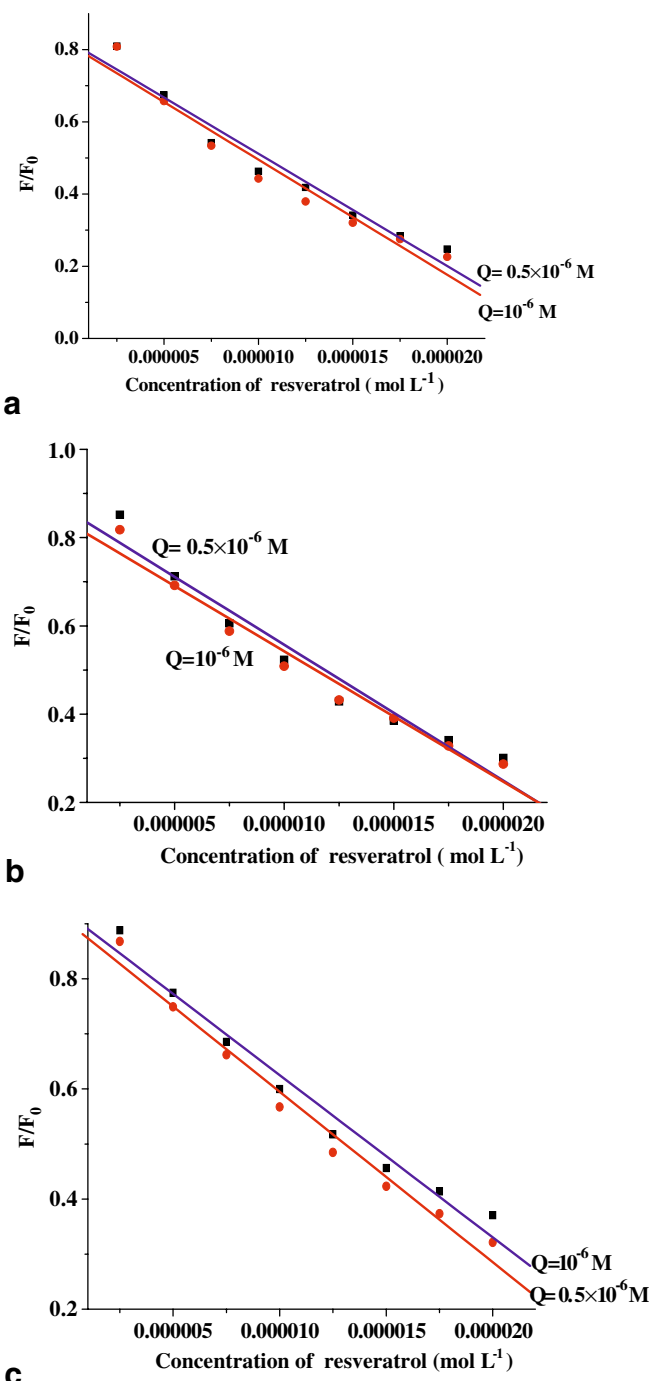 0.8
0.6
0.4
0.2
0.0
F/F₀
Q= 0.5×10⁻⁶ M
Q=10⁻⁶ M
0.000005 0.000010 0.000015 0.000020
Concentration of resveratrol ( mol L⁻¹)
a
1.0
0.8
0.6
0.4
0.2
F/F₀
Q= 0.5×10⁻⁶ M
Q=10⁻⁶ M
0.000005 0.000010 0.000015 0.000020
Concentration of resveratrol ( mol L⁻¹)
b
0.8
0.6
0.4
0.2
F/F₀
Q=10⁻⁶ M
Q=0.5×10⁻⁶ M
0.000005 0.000010 0.000015 0.000020
Concentration of resveratrol (mol L⁻¹)
c